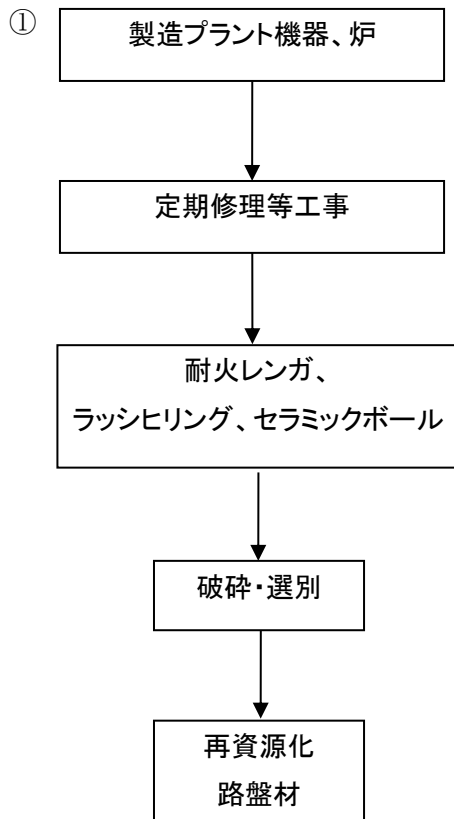 ①
製造プラント機器、炉
定期修理等工事
耐火レンガ、
ラッシヒリング、セラミックボール
破砕・選別
再資源化
路盤材